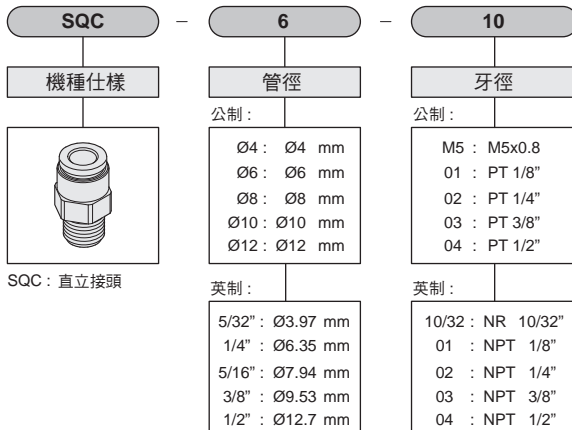 SQC – 6 – 10
機種仕樣
管徑
牙徑
SQC : 直立接頭
公制 :
Ø4 : Ø4 mm
Ø6 : Ø6 mm
Ø8 : Ø8 mm
Ø10 : Ø10 mm
Ø12 : Ø12 mm
英制 :
5/32” : Ø3.97 mm
1/4” : Ø6.35 mm
5/16” : Ø7.94 mm
3/8” : Ø9.53 mm
1/2” : Ø12.7 mm
公制 :
M5 : M5x0.8
01 : PT 1/8”
02 : PT 1/4”
03 : PT 3/8”
04 : PT 1/2”
英制 :
10/32 : NR 10/32”
01 : NPT 1/8”
02 : NPT 1/4”
03 : NPT 3/8”
04 : NPT 1/2”